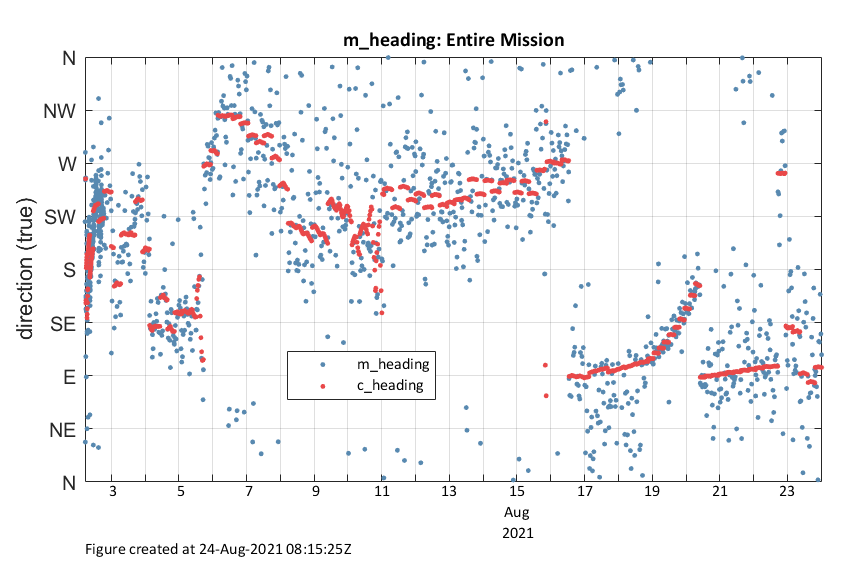 m_heading: Entire Mission
N
NW
W
SW
S
SE
E
NE
N
direction (true)
m_heading
c_heading
3 5 7 9 11 13 15 17 19 21 23
Aug
2021
Figure created at 24-Aug-2021 08:15:25Z